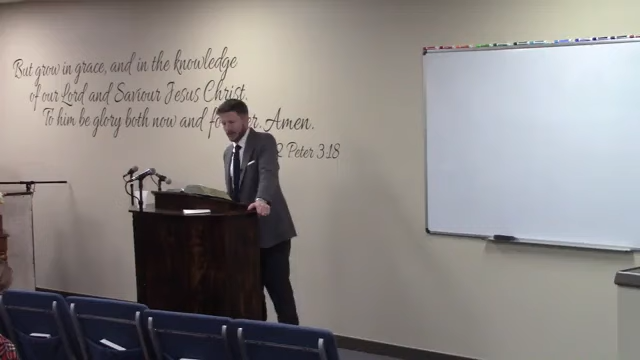 But grow in grace, and in the knowledge
of our Lord and Saviour Jesus Christ.
To him be glory both now and Amen.
2 Peter 3:18